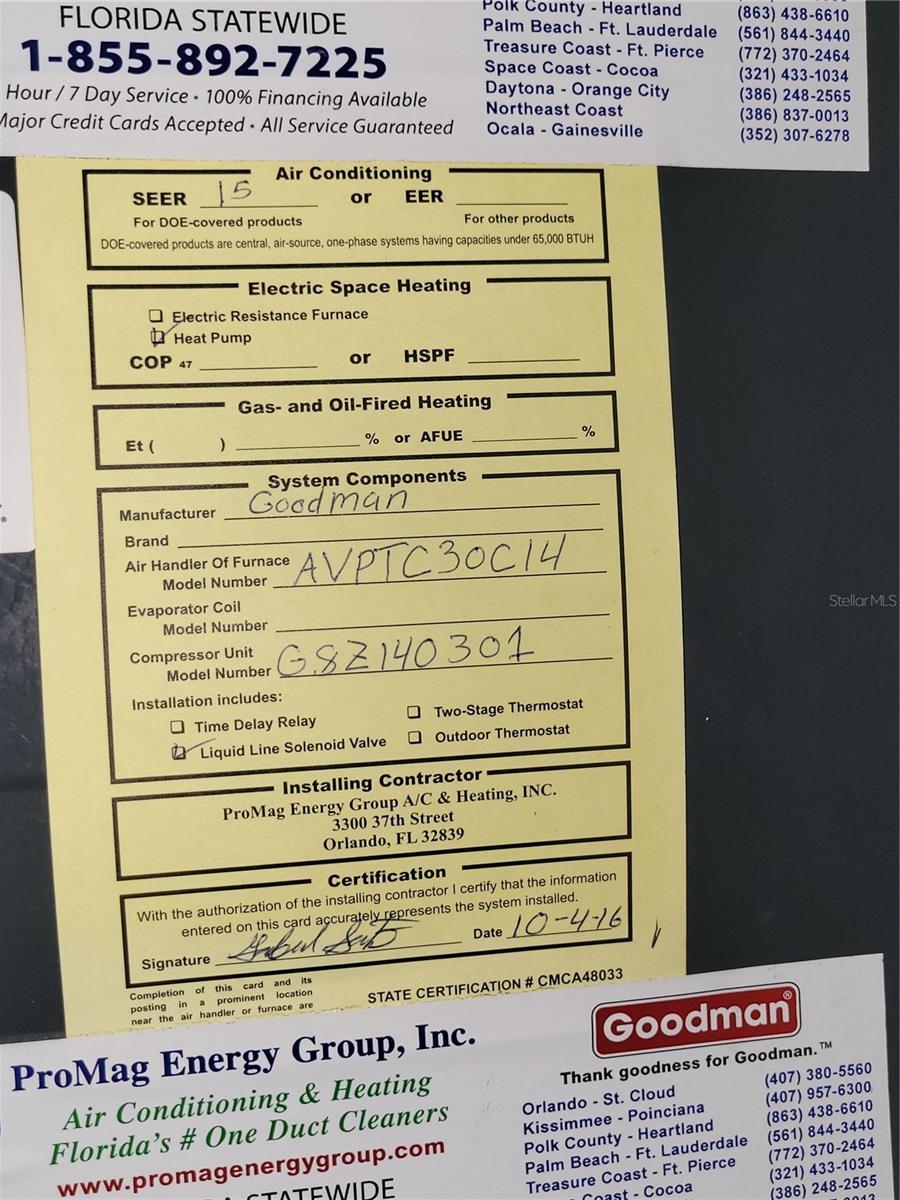 FLORIDA STATEWIDE
1-855-892-7225
Hour / 7 Day Service • 100% Financing Available
Major Credit Cards Accepted • All Service Guaranteed
Polk County - Heartland (863) 438-6610
Palm Beach - Ft. Lauderdale (561) 844-3440
Treasure Coast - Ft. Pierce (772) 370-2464
Space Coast - Cocoa (321) 433-1034
Daytona - Orange City (386) 248-2565
Northeast Coast (386) 837-0013
Ocala - Gainesville (352) 307-6278
Air Conditioning
SEER 15 or EER
For DOE-covered products For other products
DOE-covered products are central, air-source, one-phase systems having capacities under 65,000 BTUH
Electric Space Heating
Electric Resistance Furnace
Heat Pump
COP 47 or HSPF
Gas- and Oil-Fired Heating
Et ( ) % or AFUE %
System Components
Manufacturer Goodman
Brand
Air Handler Of Furnace
Model Number AVPTC30C14
Evaporator Coil
Model Number
Compressor Unit
Model Number GSZ140301
Installation includes:
Time Delay Relay Two-Stage Thermostat
Liquid Line Solenoid Valve Outdoor Thermostat
Installing Contractor
ProMag Energy Group A/C & Heating, INC.
3300 37th Street
Orlando, FL 32839
Certification
With the authorization of the installing contractor I certify that the information
entered on this card accurately represents the system installed.
Signature Date 10-4-16
Completion of this card and its
posting in a prominent location
near the air handler or furnace are
STATE CERTIFICATION # CMCA48033
ProMag Energy Group, Inc.
Air Conditioning & Heating
Florida's # One Duct Cleaners
www.promagenergygroup.com
STATEWIDE
Goodman®
Thank goodness for Goodman.™
Orlando - St. Cloud (407) 380-5560
Kissimmee - Poinciana (407) 957-6300
Polk County - Heartland (863) 438-6610
Palm Beach - Ft. Lauderdale (561) 844-3440
Treasure Coast - Ft. Pierce (772) 370-2464
Coast - Cocoa (321) 433-1034
(386) 248-2565
StellarMLS